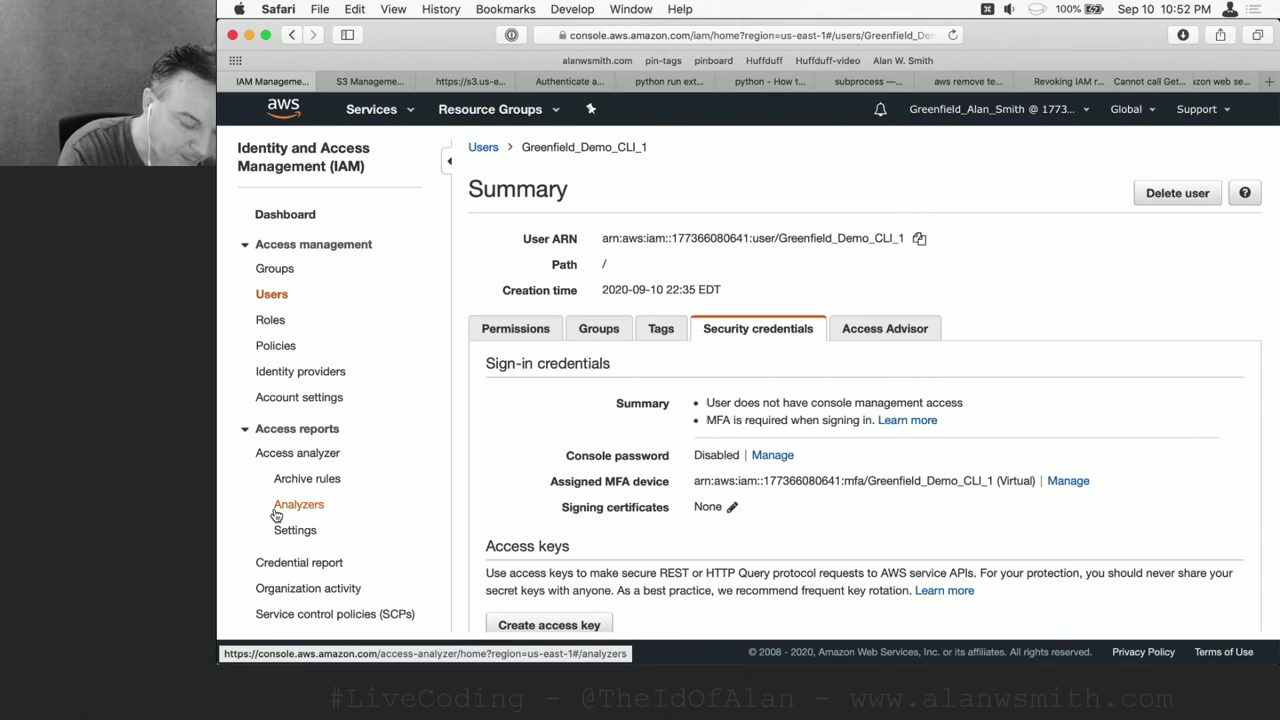 Safari File Edit View History Bookmarks Develop Window Help 100% Sep 10 10:52 PM
console.aws.amazon.com/iam/home?region=us-east-1#/users/Greenfield_De...
alanwsmith.com pin-tags pinboard Huffduff Huffduff-video Alan W. Smith
IAM Manageme... S3 Manageme... https://s3.us-e... Authenticate a... python run ext... python - How t... subprocess —... aws remove te... Revoking IAM r... Cannot call Get... azon web se...
aws Services Resource Groups Greenfield_Alan_Smith @ 1773... Global Support
Identity and Access
Management (IAM)
Dashboard
Access management
Groups
Users
Roles
Policies
Identity providers
Account settings
Access reports
Access analyzer
Archive rules
Analyzers
Settings
Credential report
Organization activity
Service control policies (SCPs)
Users > Greenfield_Demo_CLI_1
Summary
Delete user
User ARN arn:aws:iam::177366080641:user/Greenfield_Demo_CLI_1
Path /
Creation time 2020-09-10 22:35 EDT
Permissions Groups Tags Security credentials Access Advisor
Sign-in credentials
Summary • User does not have console management access
• MFA is required when signing in. Learn more
Console password Disabled | Manage
Assigned MFA device arn:aws:iam::177366080641:mfa/Greenfield_Demo_CLI_1 (Virtual) | Manage
Signing certificates None
Access keys
Use access keys to make secure REST or HTTP Query protocol requests to AWS service APIs. For your protection, you should never share your
secret keys with anyone. As a best practice, we recommend frequent key rotation. Learn more
Create access key
https://console.aws.amazon.com/access-analyzer/home?region=us-east-1#/analyzers
© 2008 - 2020, Amazon Web Services, Inc. or its affiliates. All rights reserved. Privacy Policy Terms of Use
#LiveCoding - @TheIdOfAlan - www.alanwsmith.com